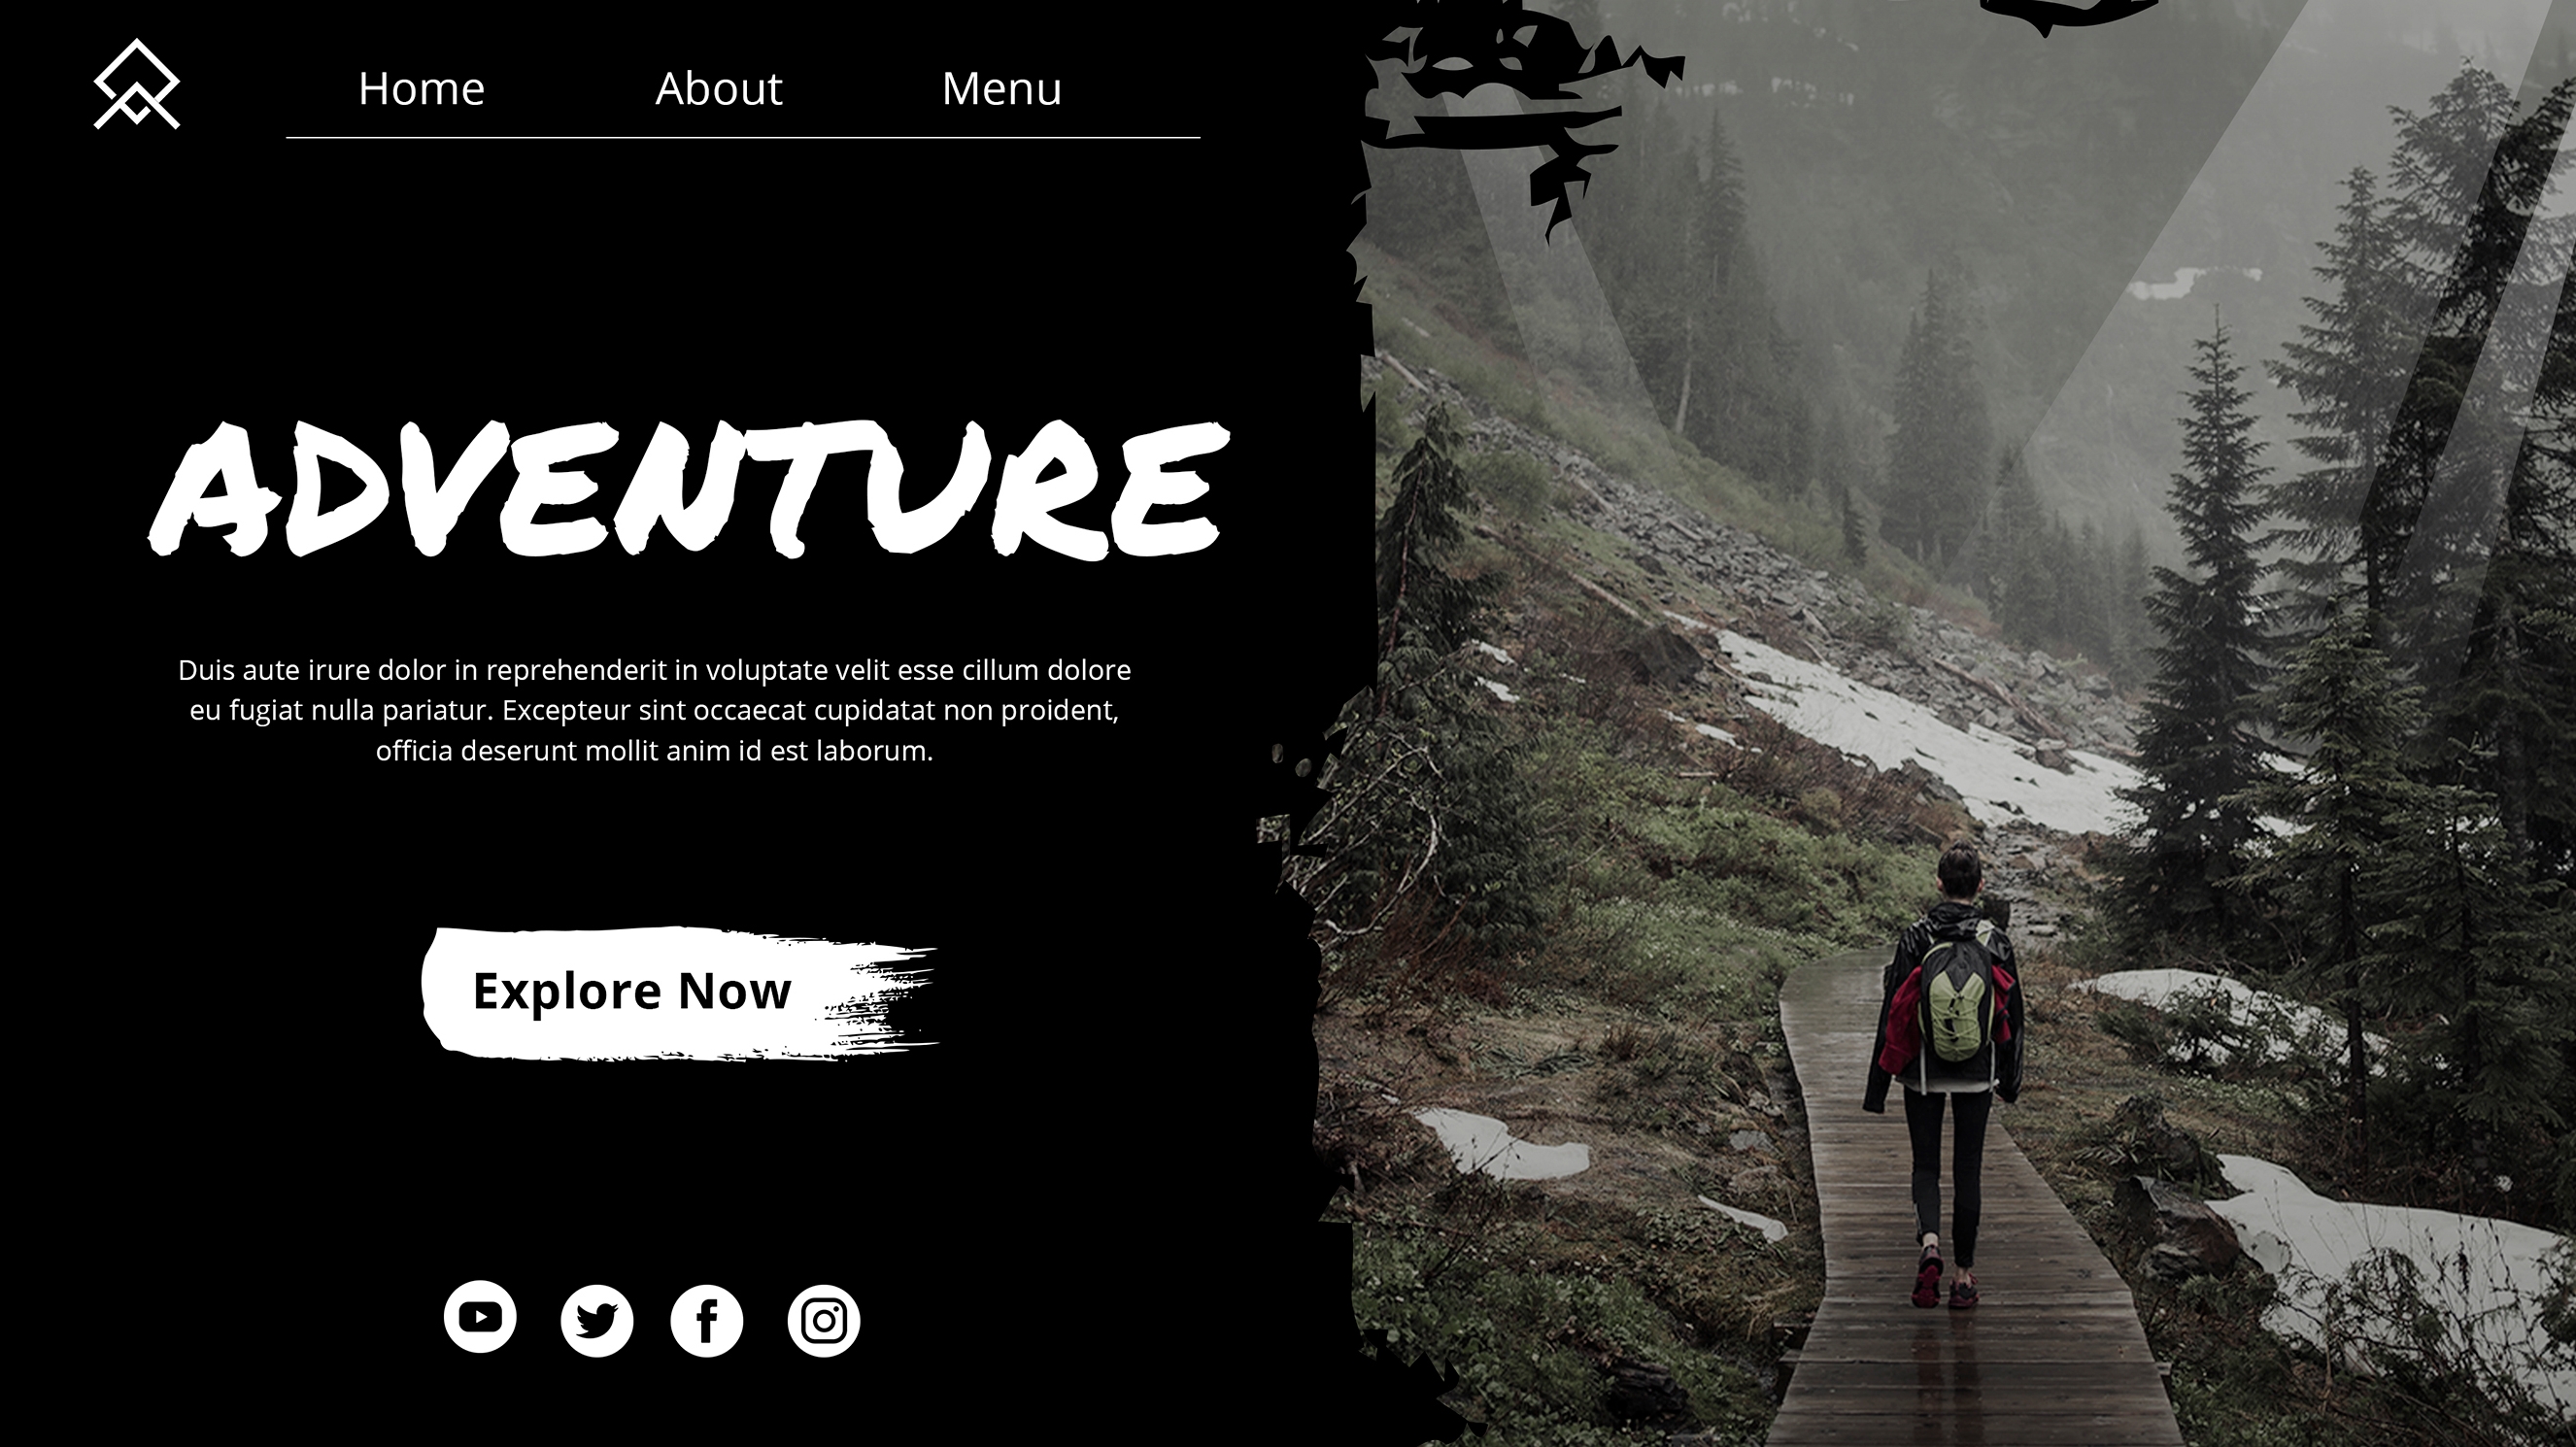 Home About Menu
ADVENTURE
Duis aute irure dolor in reprehenderit in voluptate velit esse cillum dolore
eu fugiat nulla pariatur. Excepteur sint occaecat cupidatat non proident,
officia deserunt mollit anim id est laborum.
Explore Now